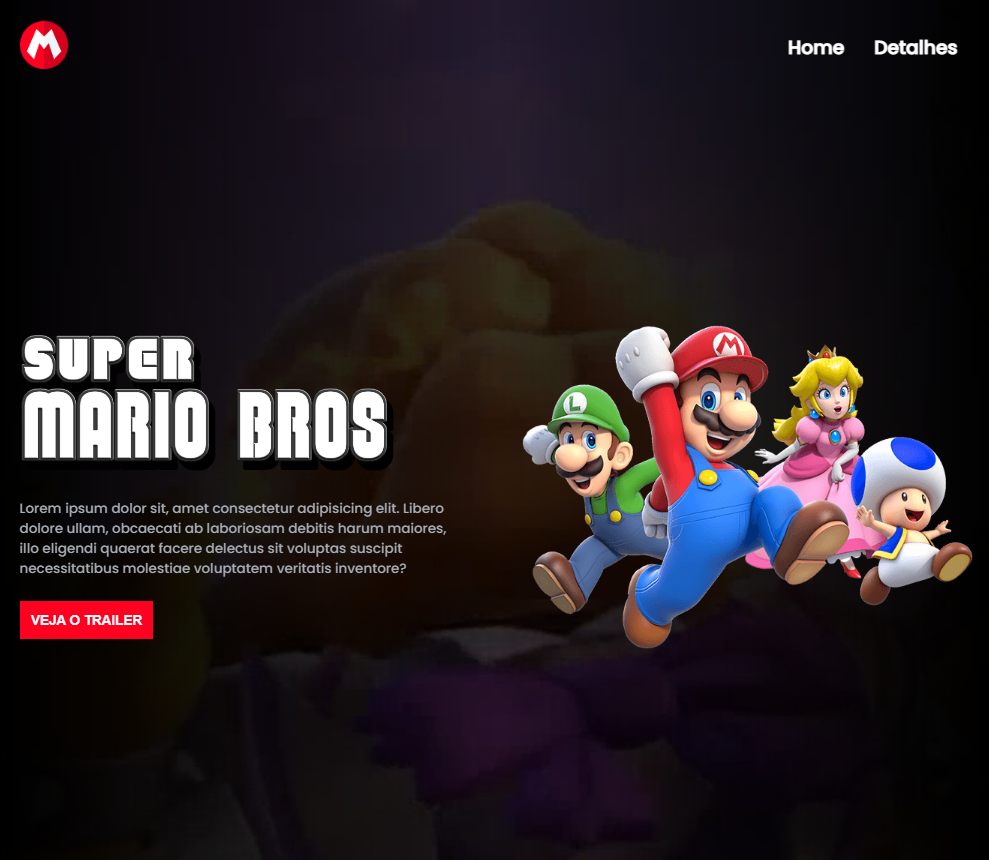 M
Home
Detalhes
SUPER
MARIO BROS
Lorem ipsum dolor sit, amet consectetur adipisicing elit. Libero
dolore ullam, obcaecati ab laboriosam debitis harum maiores,
illo eligendi quaerat facere delectus sit voluptas suscipit
necessitatibus molestiae voluptatem veritatis inventore?
VEJA O TRAILER
L
M